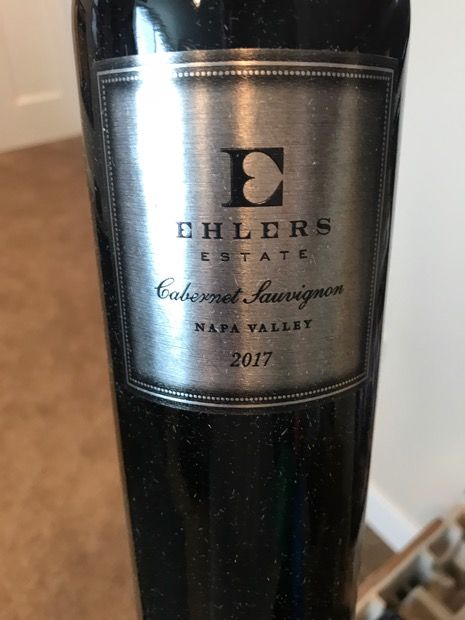 E
EHLERS
ESTATE
Cabernet Sauvignon
NAPA VALLEY
2017